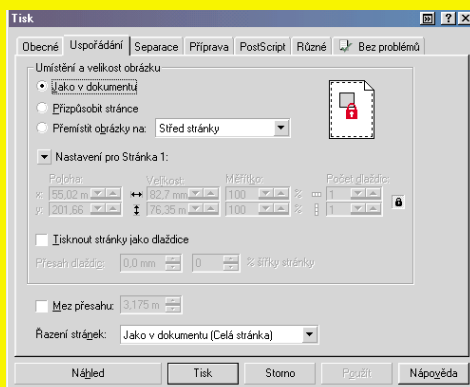 Tisk
Obecné Uspořádání Separace Příprava PostScript Různé Bez problémů
Umístění a velikost obrázku
Jako v dokumentu
Přizpůsobit stránce
Přemístit obrázky na: Střed stránky
Nastavení pro Stránka 1:
Poloha: Velikost: Měřítko: Počet dlaždic:
x: 55,02 m 82,7 mm 100 % 1
y: 201,66 76,35 m 100 % 1
Tisknout stránky jako dlaždice
Přesah dlaždic: 0,0 mm 0 % šířky stránky
Mez přesahu: 3,175 m
Řazení stránek: Jako v dokumentu (Celá stránka)
Náhled Tisk Storno Použít Nápověda